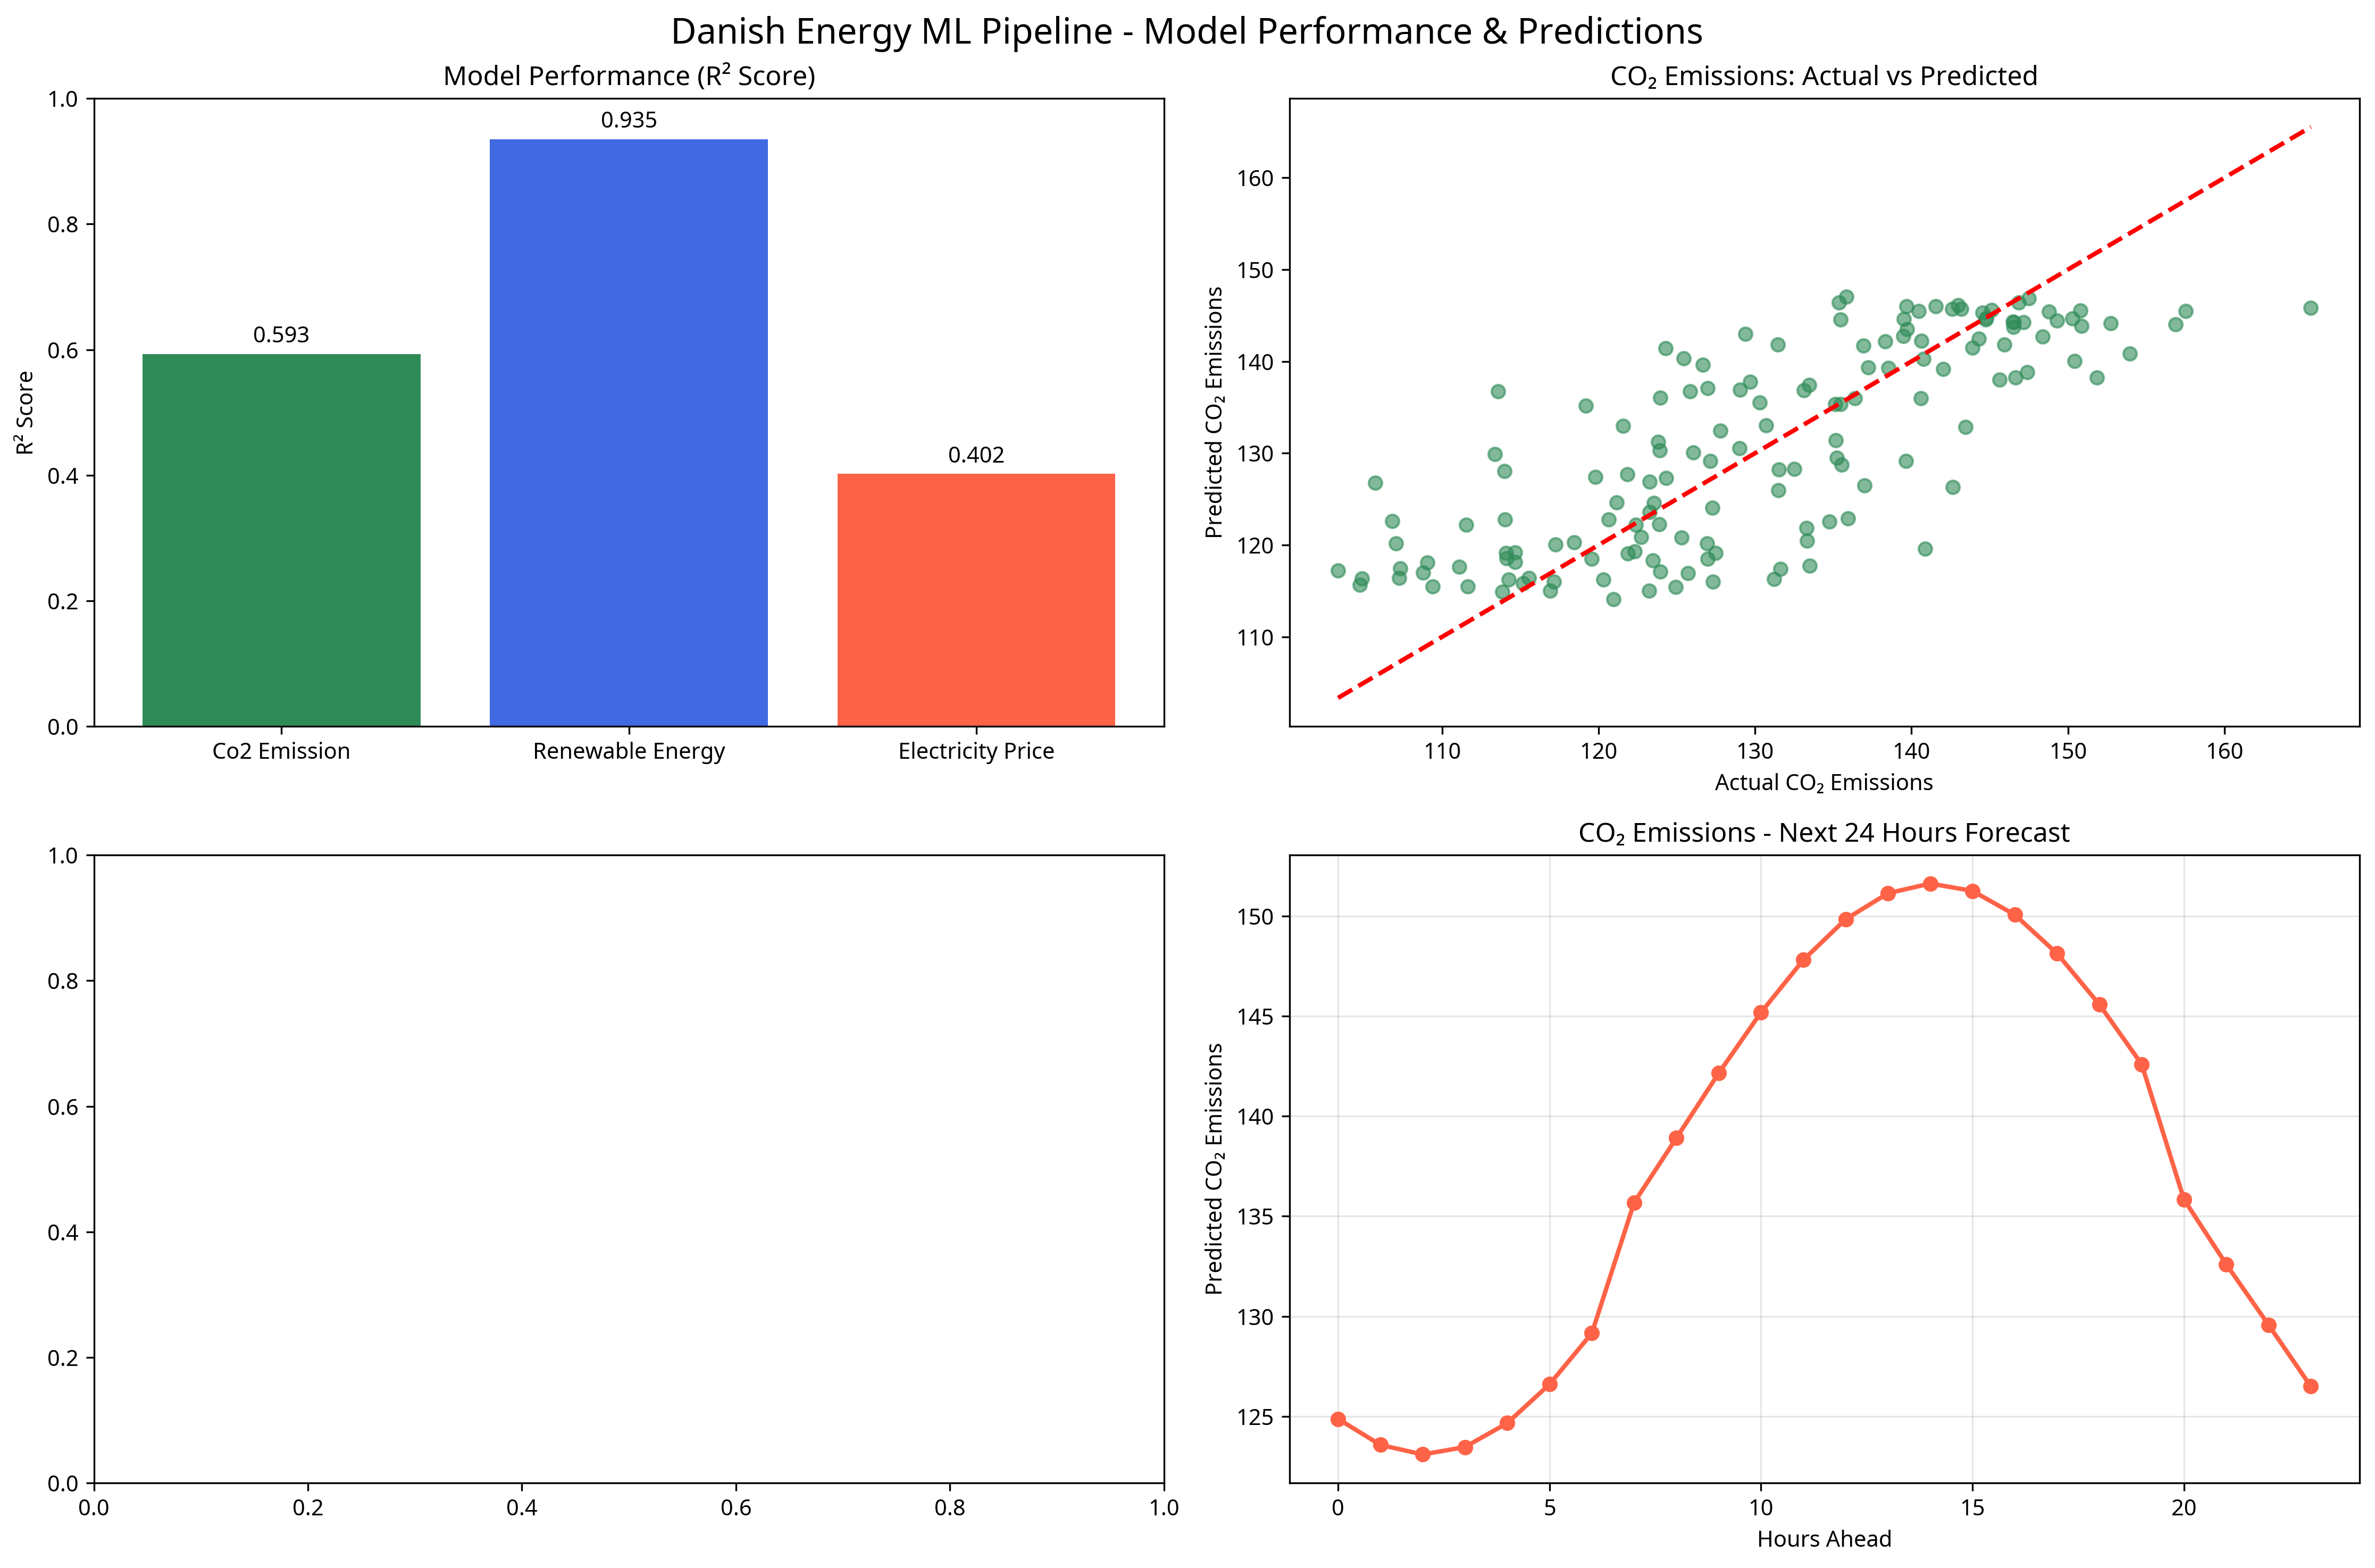 Danish Energy ML Pipeline - Model Performance & Predictions
Model Performance (R² Score)
1.0
0.8
0.6
0.4
0.2
0.0
R² Score
0.593
0.935
0.402
Co2 Emission Renewable Energy Electricity Price
CO₂ Emissions: Actual vs Predicted
160
150
140
130
120
110
Predicted CO₂ Emissions
110 120 130 140 150 160
Actual CO₂ Emissions
1.0
0.8
0.6
0.4
0.2
0.0
0.0 0.2 0.4 0.6 0.8 1.0
CO₂ Emissions - Next 24 Hours Forecast
150
145
140
135
130
125
Predicted CO₂ Emissions
0 5 10 15 20
Hours Ahead